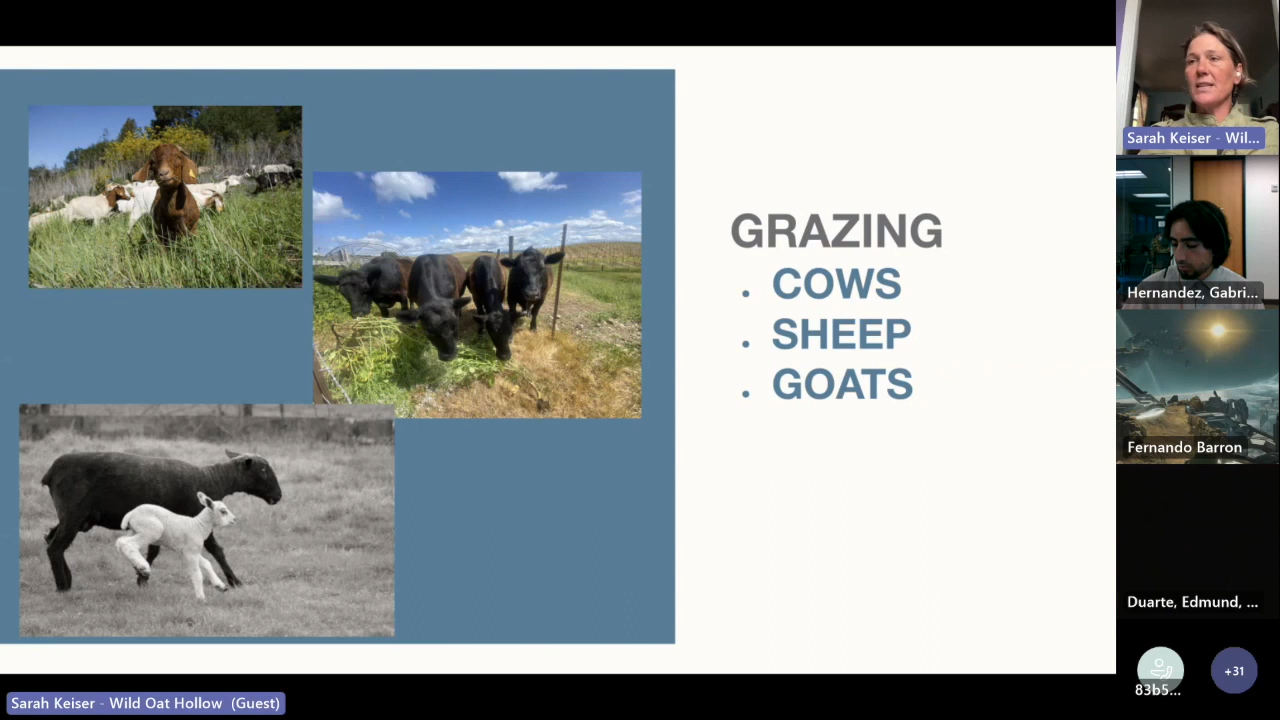 GRAZING
. COWS
. SHEEP
. GOATS
Sarah Keiser - Wil...
Hernandez, Gabri...
Fernando Barron
Duarte, Edmund, ...
83b5...
+31
Sarah Keiser - Wild Oat Hollow (Guest)